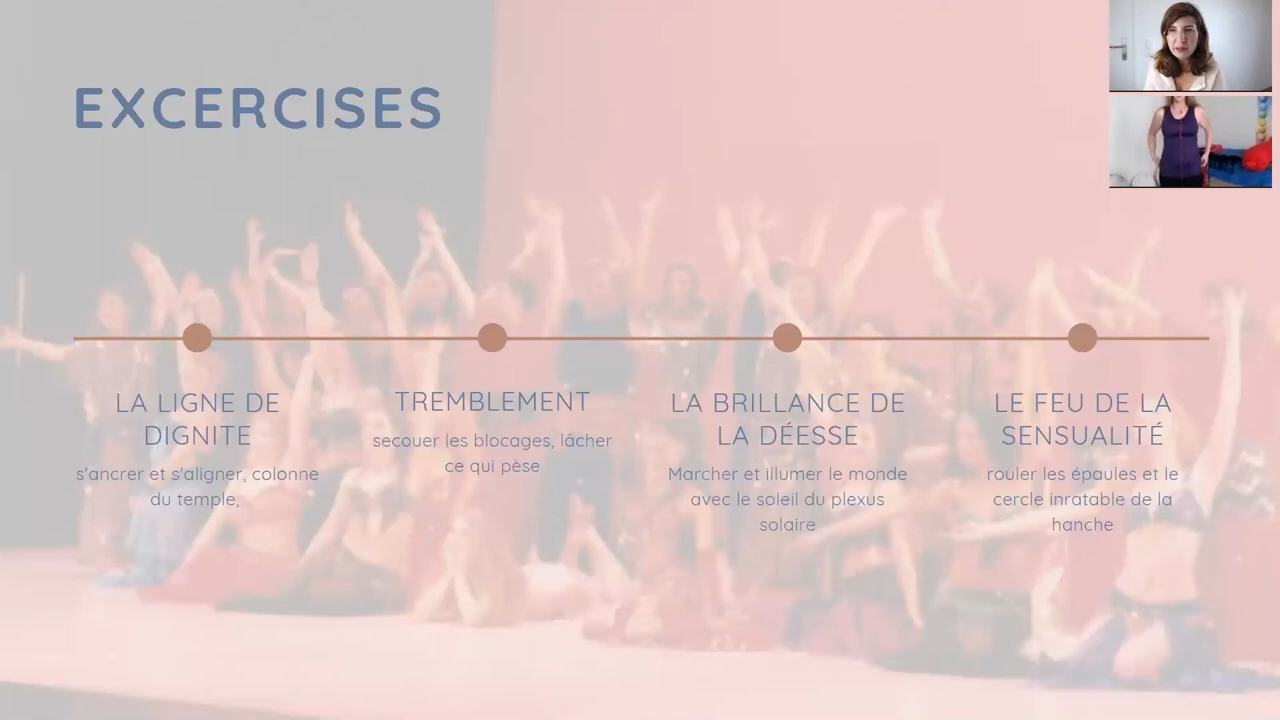 EXCERCISES
LA LIGNE DE
DIGNITE
s'ancrer et s'aligner, colonne
du temple,
TREMBLEMENT
secouer les blocages, lâcher
ce qui pèse
LA BRILLANCE DE
LA DÉESSE
Marcher et illumer le monde
avec le soleil du plexus
solaire
LE FEU DE LA
SENSUALITÉ
rouler les épaules et le
cercle inratable de la
hanche